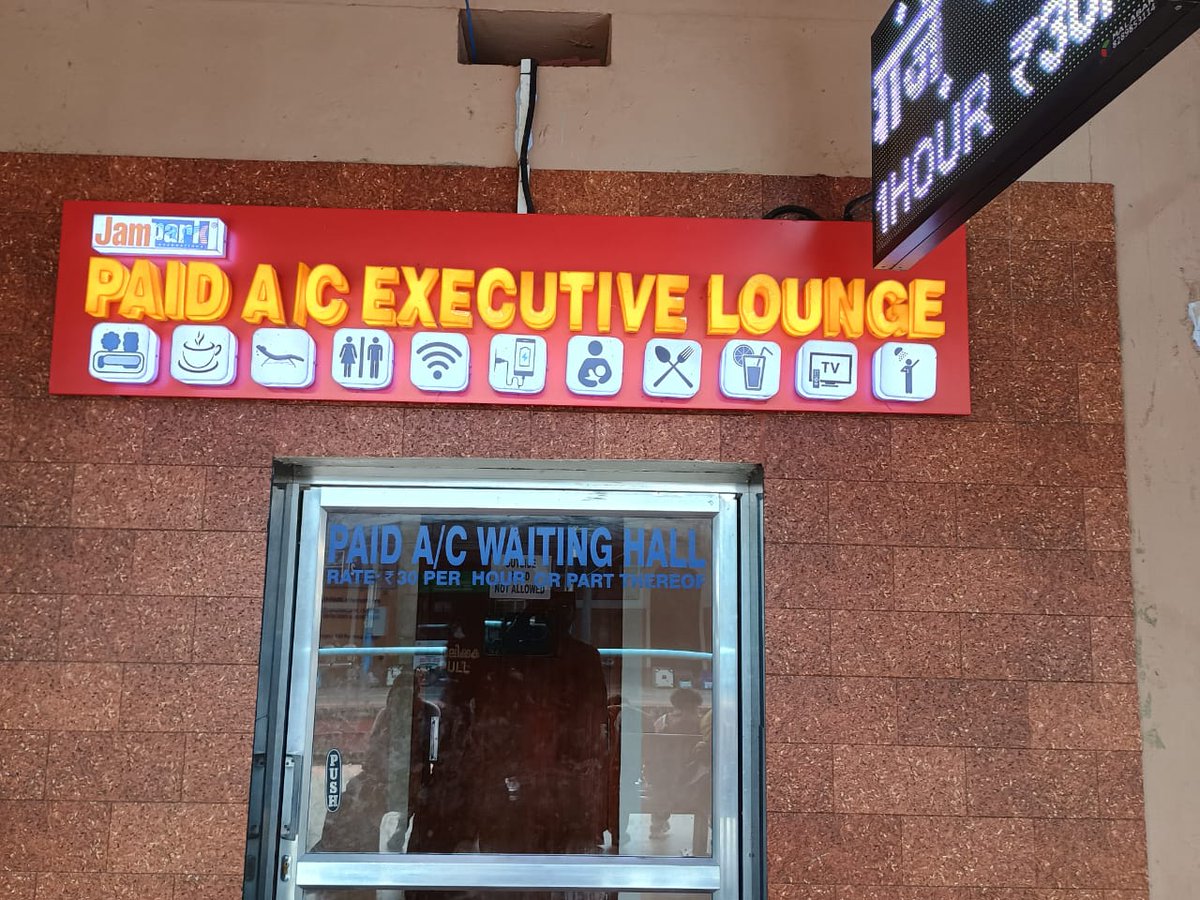 Jampark
PAID A/C EXECUTIVE LOUNGE
TV
1HOUR ₹30/
PAID A/C WAITING HALL
RATE ₹30 PER HOUR OR PART THEREOF
NOT ALLOWED
PUSH